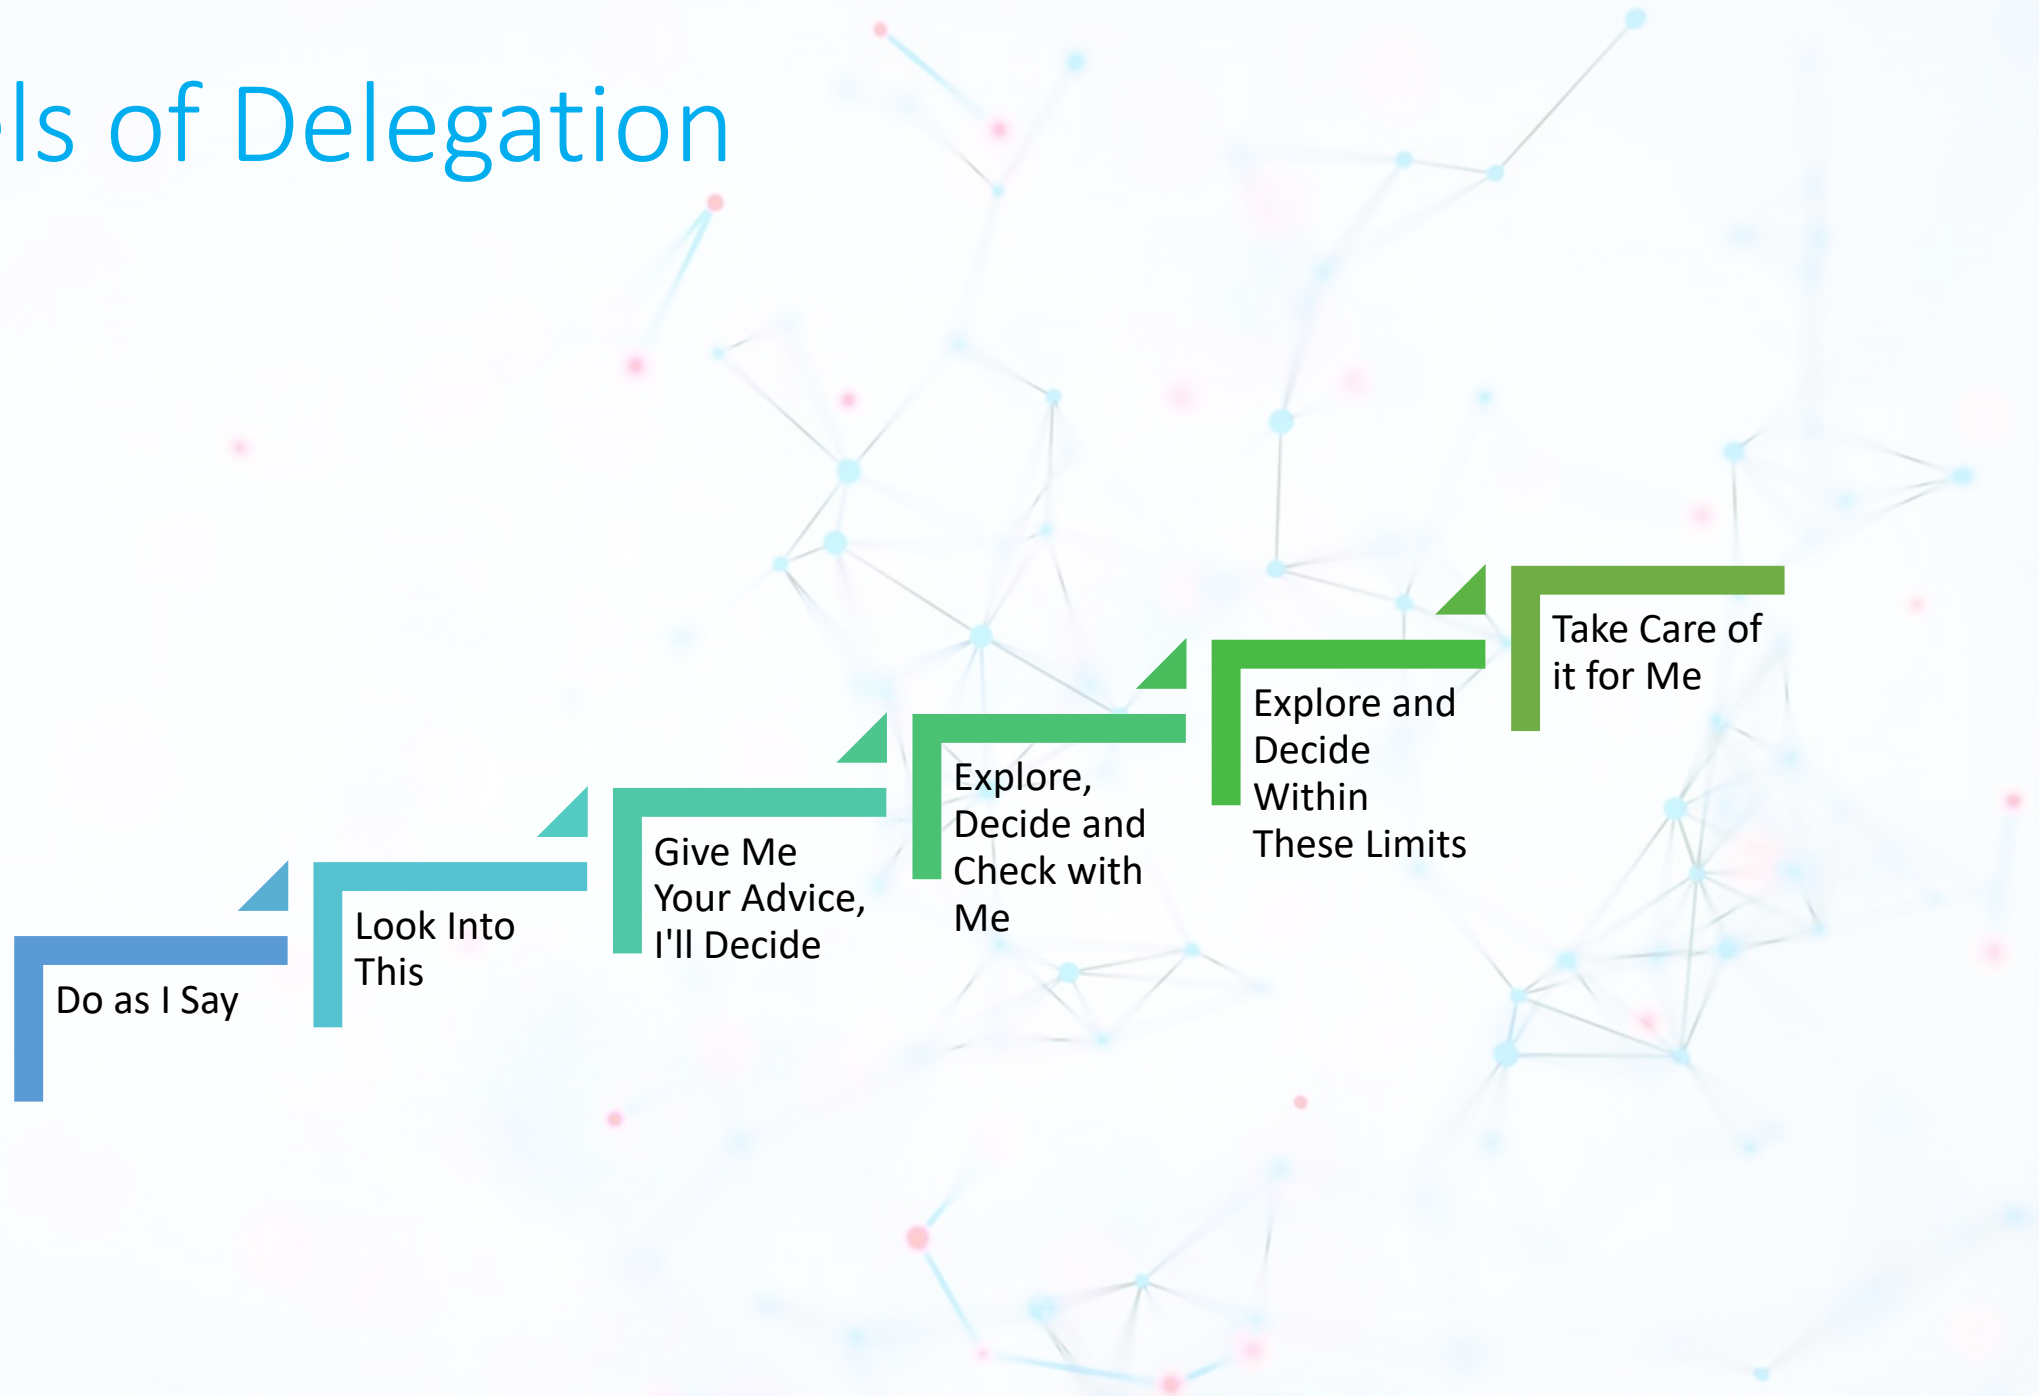 ls of Delegation
Do as I Say
Look Into
This
Give Me
Your Advice,
I'll Decide
Explore,
Decide and
Check with
Me
Explore and
Decide
Within
These Limits
Take Care of
it for Me